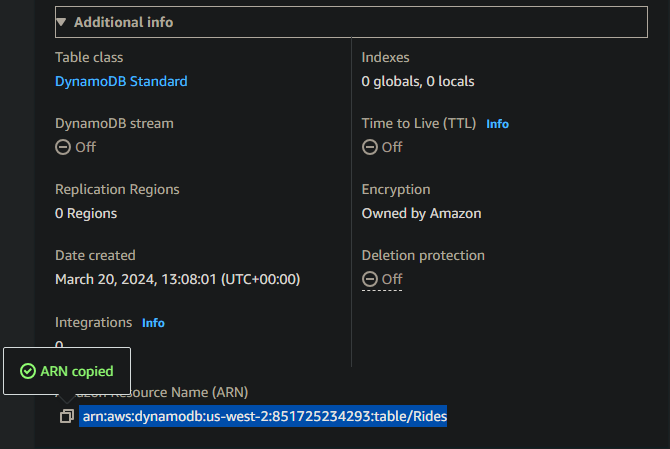 Additional info
Table class
DynamoDB Standard
Indexes
0 globals, 0 locals
DynamoDB stream
Off
Time to Live (TTL) Info
Off
Replication Regions
0 Regions
Encryption
Owned by Amazon
Date created
March 20, 2024, 13:08:01 (UTC+00:00)
Deletion protection
Off
Integrations Info
0
ARN copied
Resource Name (ARN)
arn:aws:dynamodb:us-west-2:851725234293:table/Rides